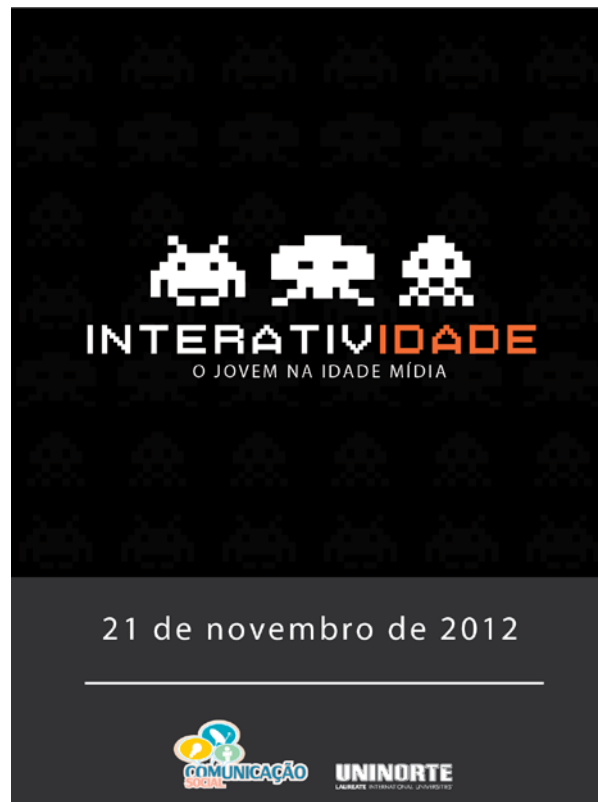 INTERATIVIDADE
O JOVEM NA IDADE MÍDIA
21 de novembro de 2012
COMUNICAÇÃO
SOCIAL
UNINORTE
LAUREATE INTERNATIONAL UNIVERSITIES